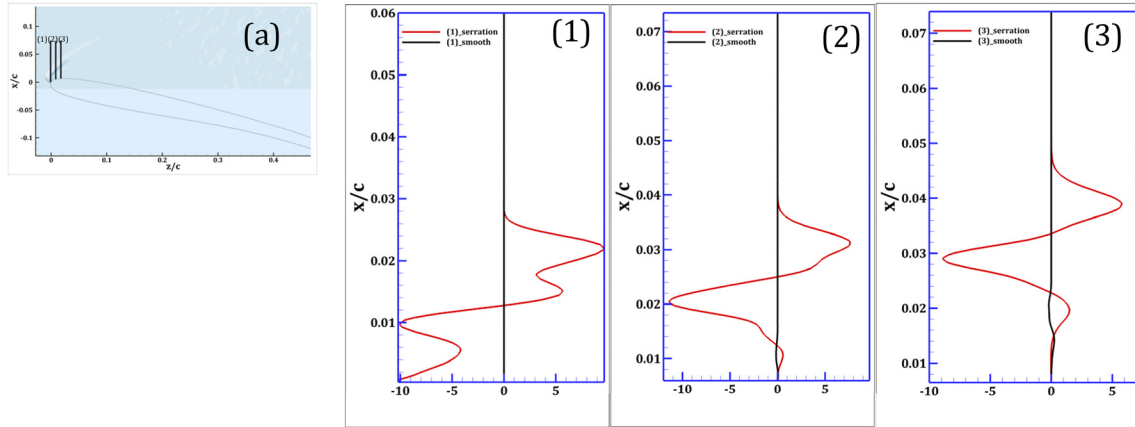 (a)
0.1
(1)(2)(3)
0.05
x/c
0
-0.05
-0.1
0 0.1 0.2 0.3 0.4
z/c
0.06
(1)_serration
(1)_smooth
(1)
0.05
0.04
x/c
0.03
0.02
0.01
-10 -5 0 5
(2)_serration
(2)_smooth
(2)
0.07
0.06
0.05
x/c
0.04
0.03
0.02
0.01
-10 -5 0 5
(3)_serration
(3)_smooth
(3)
0.07
0.06
0.05
x/c
0.04
0.03
0.02
0.01
-10 -5 0 5